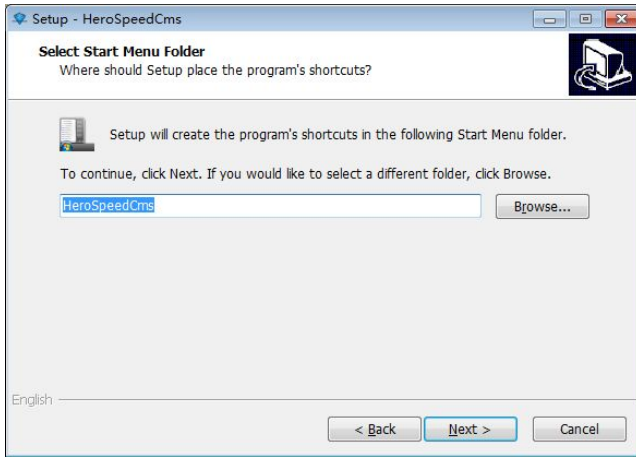 Setup - HeroSpeedCms
Select Start Menu Folder
Where should Setup place the program's shortcuts?
Setup will create the program's shortcuts in the following Start Menu folder.
To continue, click Next. If you would like to select a different folder, click Browse.
HeroSpeedCms
Browse...
English
< Back
Next >
Cancel